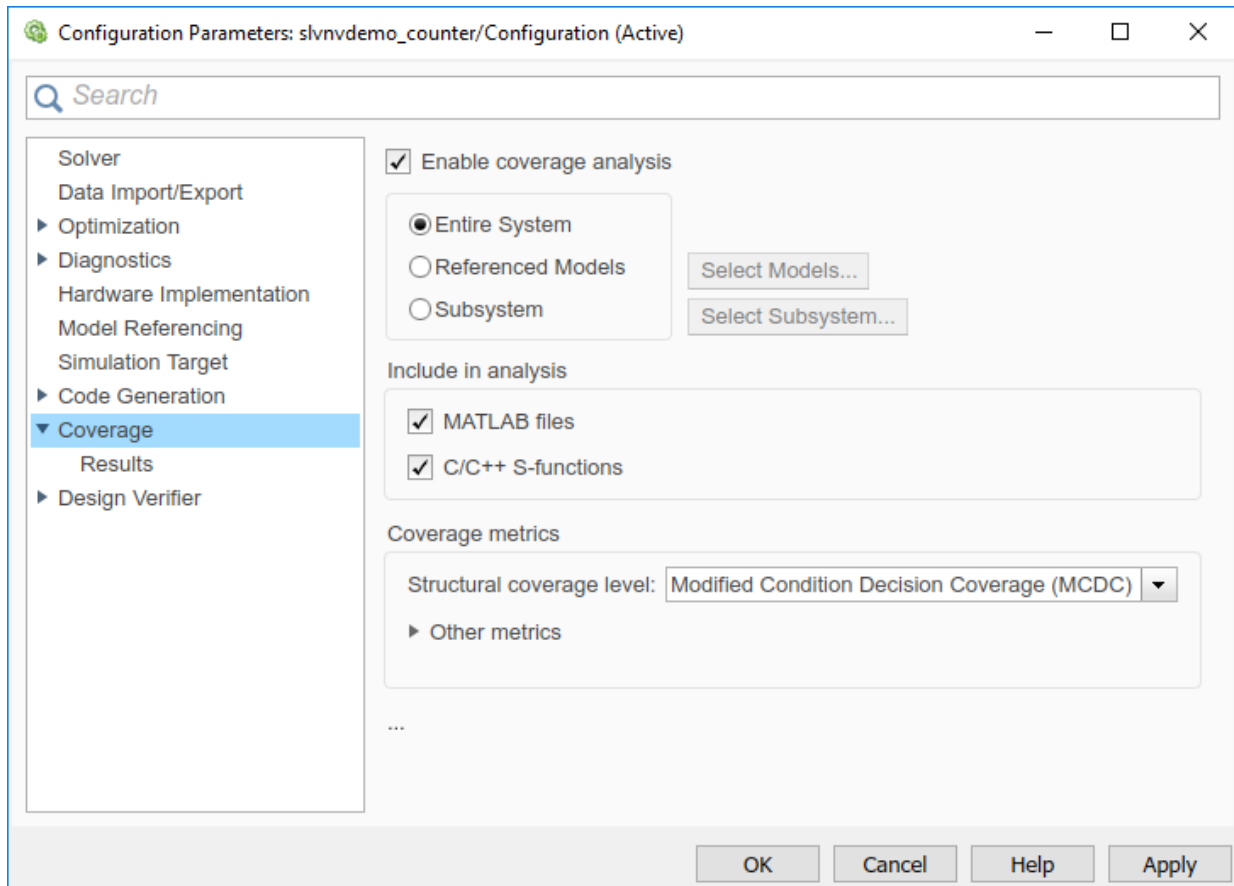 Configuration Parameters: slvnvdemo_counter/Configuration (Active)
Search
Solver
Data Import/Export
Optimization
Diagnostics
Hardware Implementation
Model Referencing
Simulation Target
Code Generation
Coverage
Results
Design Verifier
Enable coverage analysis
Entire System
Referenced Models
Select Models...
Subsystem
Select Subsystem...
Include in analysis
MATLAB files
C/C++ S-functions
Coverage metrics
Structural coverage level: Modified Condition Decision Coverage (MCDC)
Other metrics
...
OK Cancel Help Apply